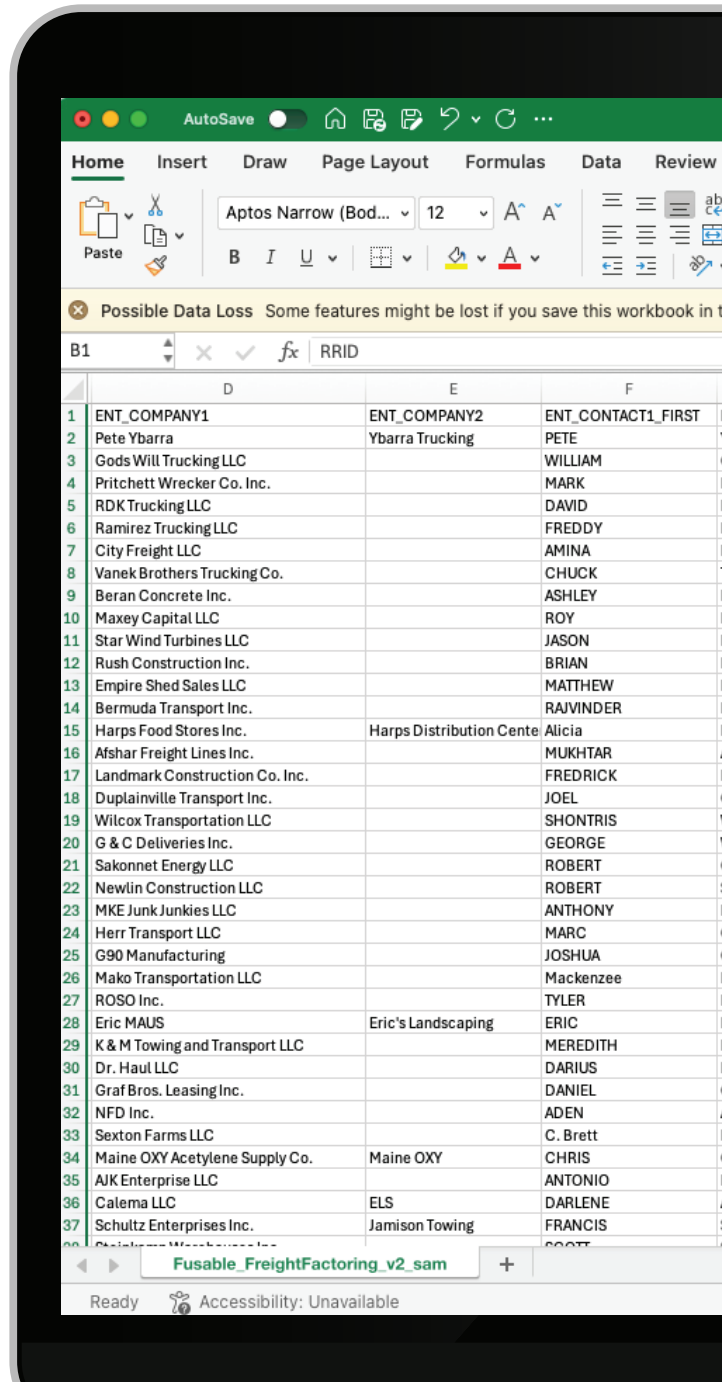 AutoSave
Home Insert Draw Page Layout Formulas Data Review
Paste
Aptos Narrow (Bod... 12 A^ A˅ ab
B I U A
Possible Data Loss Some features might be lost if you save this workbook in t
B1 fx RRID
D E F
1 ENT_COMPANY1 ENT_COMPANY2 ENT_CONTACT1_FIRST
2 Pete Ybarra Ybarra Trucking PETE
3 Gods Will Trucking LLC WILLIAM
4 Pritchett Wrecker Co. Inc. MARK
5 RDK Trucking LLC DAVID
6 Ramirez Trucking LLC FREDDY
7 City Freight LLC AMINA
8 Vanek Brothers Trucking Co. CHUCK
9 Beran Concrete Inc. ASHLEY
10 Maxey Capital LLC ROY
11 Star Wind Turbines LLC JASON
12 Rush Construction Inc. BRIAN
13 Empire Shed Sales LLC MATTHEW
14 Bermuda Transport Inc. RAJVINDER
15 Harps Food Stores Inc. Harps Distribution Cente Alicia
16 Afshar Freight Lines Inc. MUKHTAR
17 Landmark Construction Co. Inc. FREDRICK
18 Duplainville Transport Inc. JOEL
19 Wilcox Transportation LLC SHONTRIS
20 G & C Deliveries Inc. GEORGE
21 Sakonnet Energy LLC ROBERT
22 Newlin Construction LLC ROBERT
23 MKE Junk Junkies LLC ANTHONY
24 Herr Transport LLC MARC
25 G90 Manufacturing JOSHUA
26 Mako Transportation LLC Mackenzee
27 ROSO Inc. TYLER
28 Eric MAUS Eric's Landscaping ERIC
29 K & M Towing and Transport LLC MEREDITH
30 Dr. Haul LLC DARIUS
31 Graf Bros. Leasing Inc. DANIEL
32 NFD Inc. ADEN
33 Sexton Farms LLC C. Brett
34 Maine OXY Acetylene Supply Co. Maine OXY CHRIS
35 AJK Enterprise LLC ANTONIO
36 Calema LLC ELS DARLENE
37 Schultz Enterprises Inc. Jamison Towing FRANCIS
Fusable_FreightFactoring_v2_sam +
Ready Accessibility: Unavailable